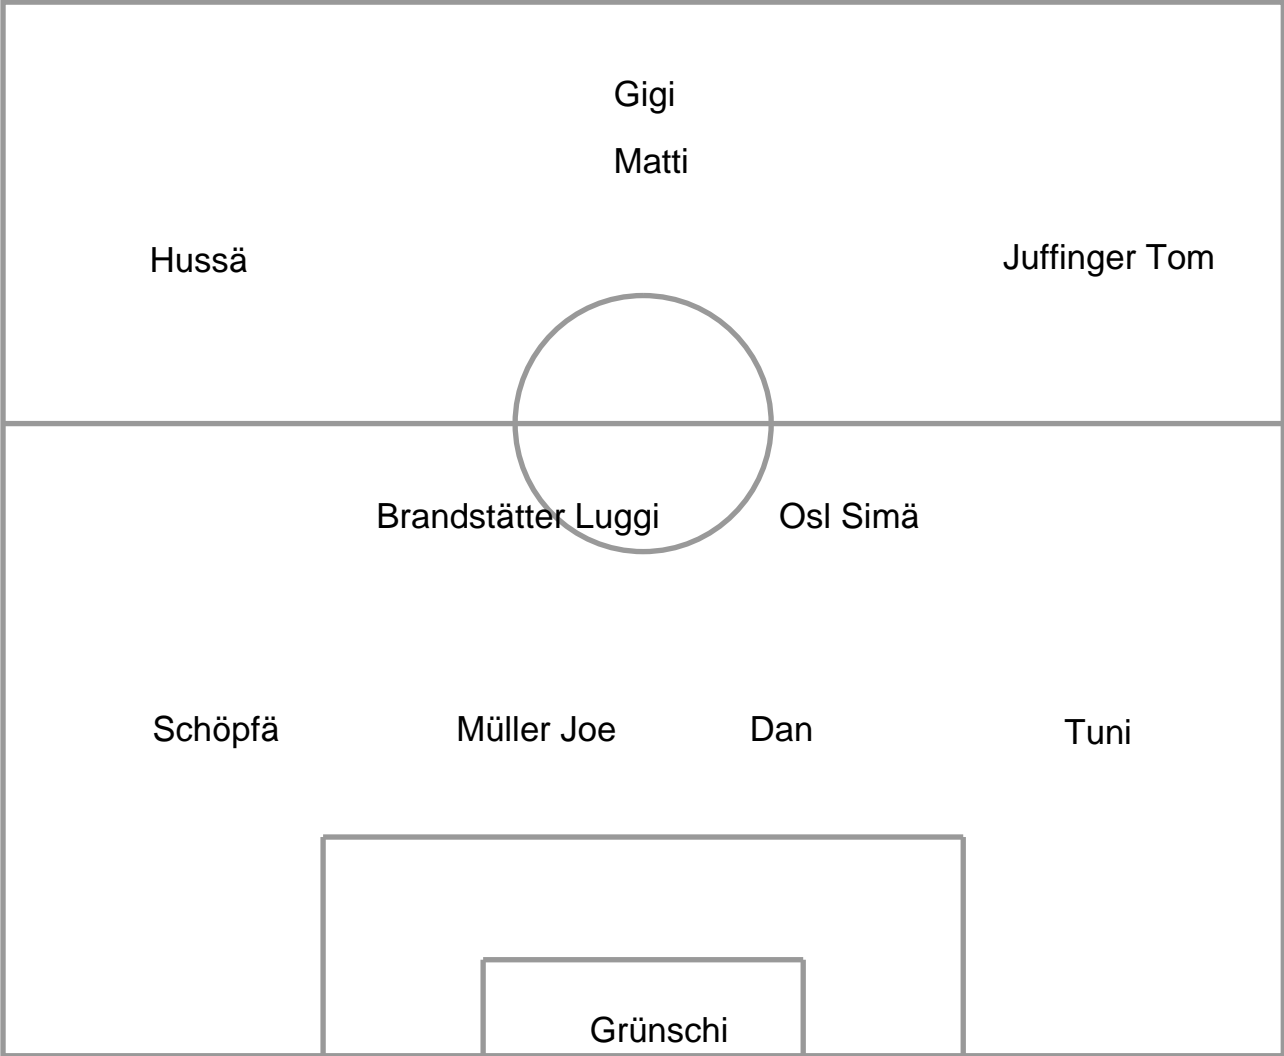 Gigi
Matti
Hussä
Juffinger Tom
Brandstätter Luggi
Osl Simä
Schöpfä
Müller Joe
Dan
Tuni
Grünschi